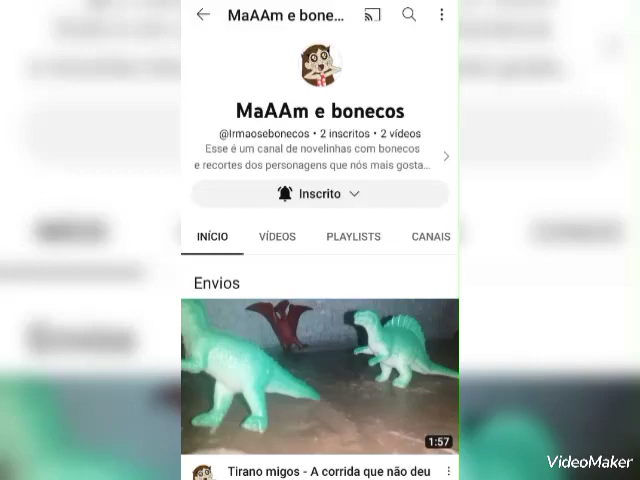 MaAAm e bone...
MaAAm e bonecos
@Irmaosebonecos • 2 inscritos • 2 vídeos
Esse é um canal de novelinhas com bonecos
e recortes dos personagens que nós mais gosta...
Inscrito
INÍCIO VÍDEOS PLAYLISTS CANAIS
Envios
1:57
Tirano migos - A corrida que não deu
VideoMaker